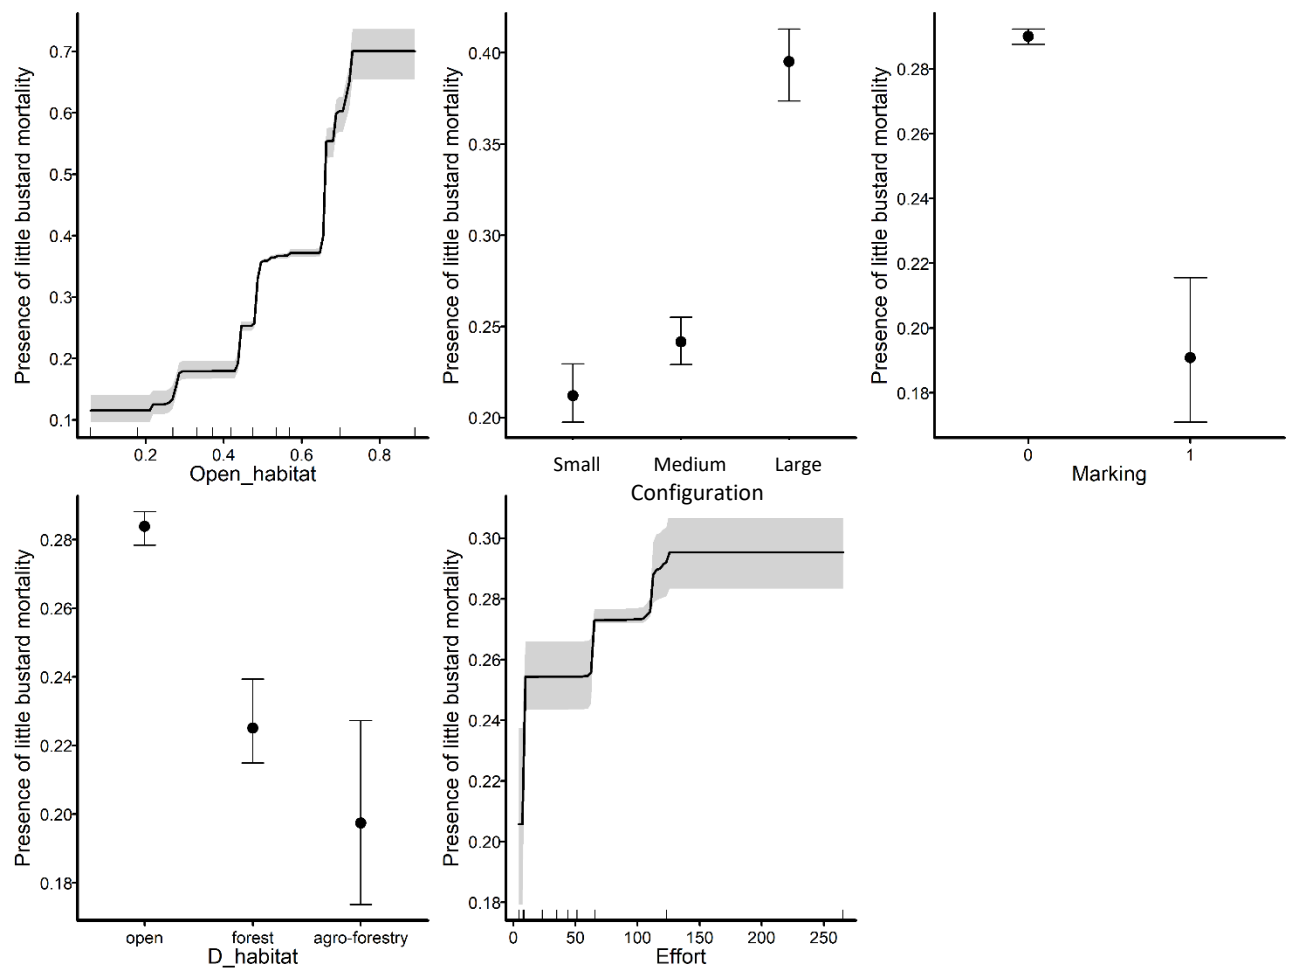 Presence of little bustard mortality
0.7
0.6
0.5
0.4
0.3
0.2
0.1
0.2 0.4 0.6 0.8
Open_habitat
Presence of little bustard mortality
0.40
0.35
0.30
0.25
0.20
Small Medium Large
Configuration
Presence of little bustard mortality
0.28
0.26
0.24
0.22
0.20
0.18
0 1
Marking
Presence of little bustard mortality
0.28
0.26
0.24
0.22
0.20
0.18
open forest agro-forestry
D_habitat
Presence of little bustard mortality
0.30
0.28
0.26
0.24
0.22
0.20
0.18
0 50 100 150 200 250
Effort